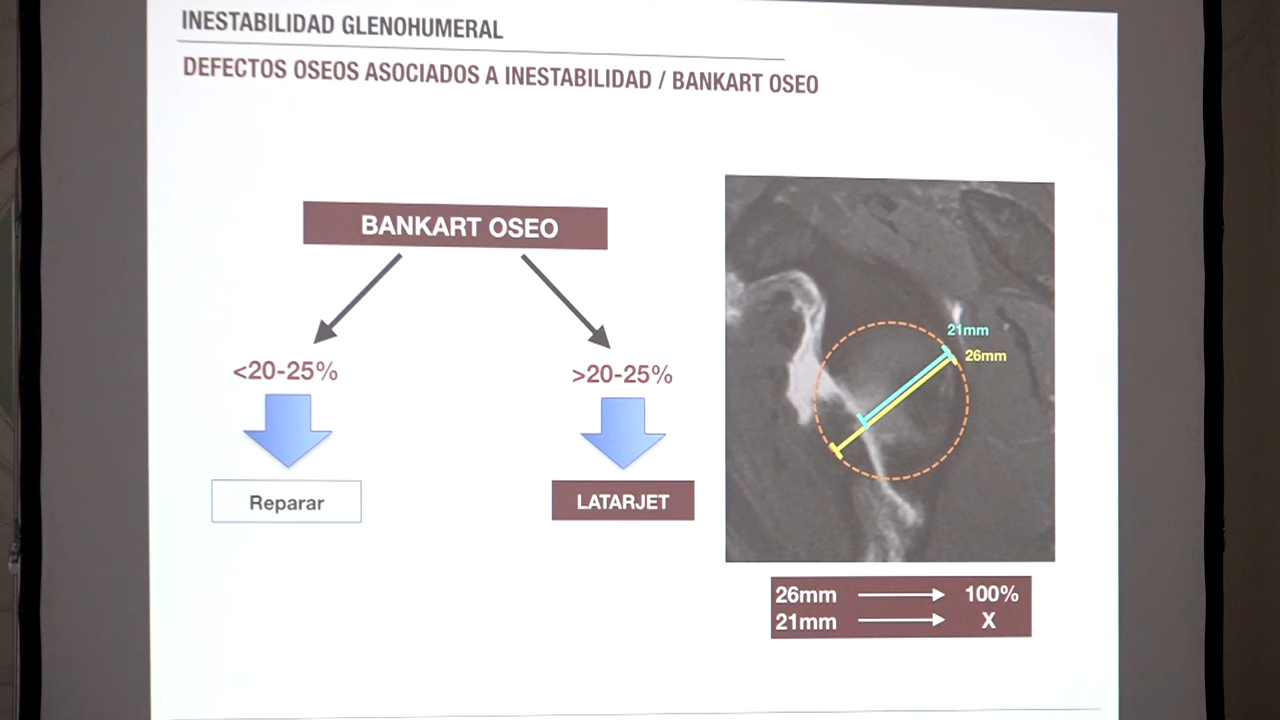 INESTABILIDAD GLENOHUMERAL
DEFECTOS OSEOS ASOCIADOS A INESTABILIDAD / BANKART OSEO
BANKART OSEO
<20-25%
>20-25%
Reparar
LATARJET
21mm
26mm
26mm 100%
21mm X